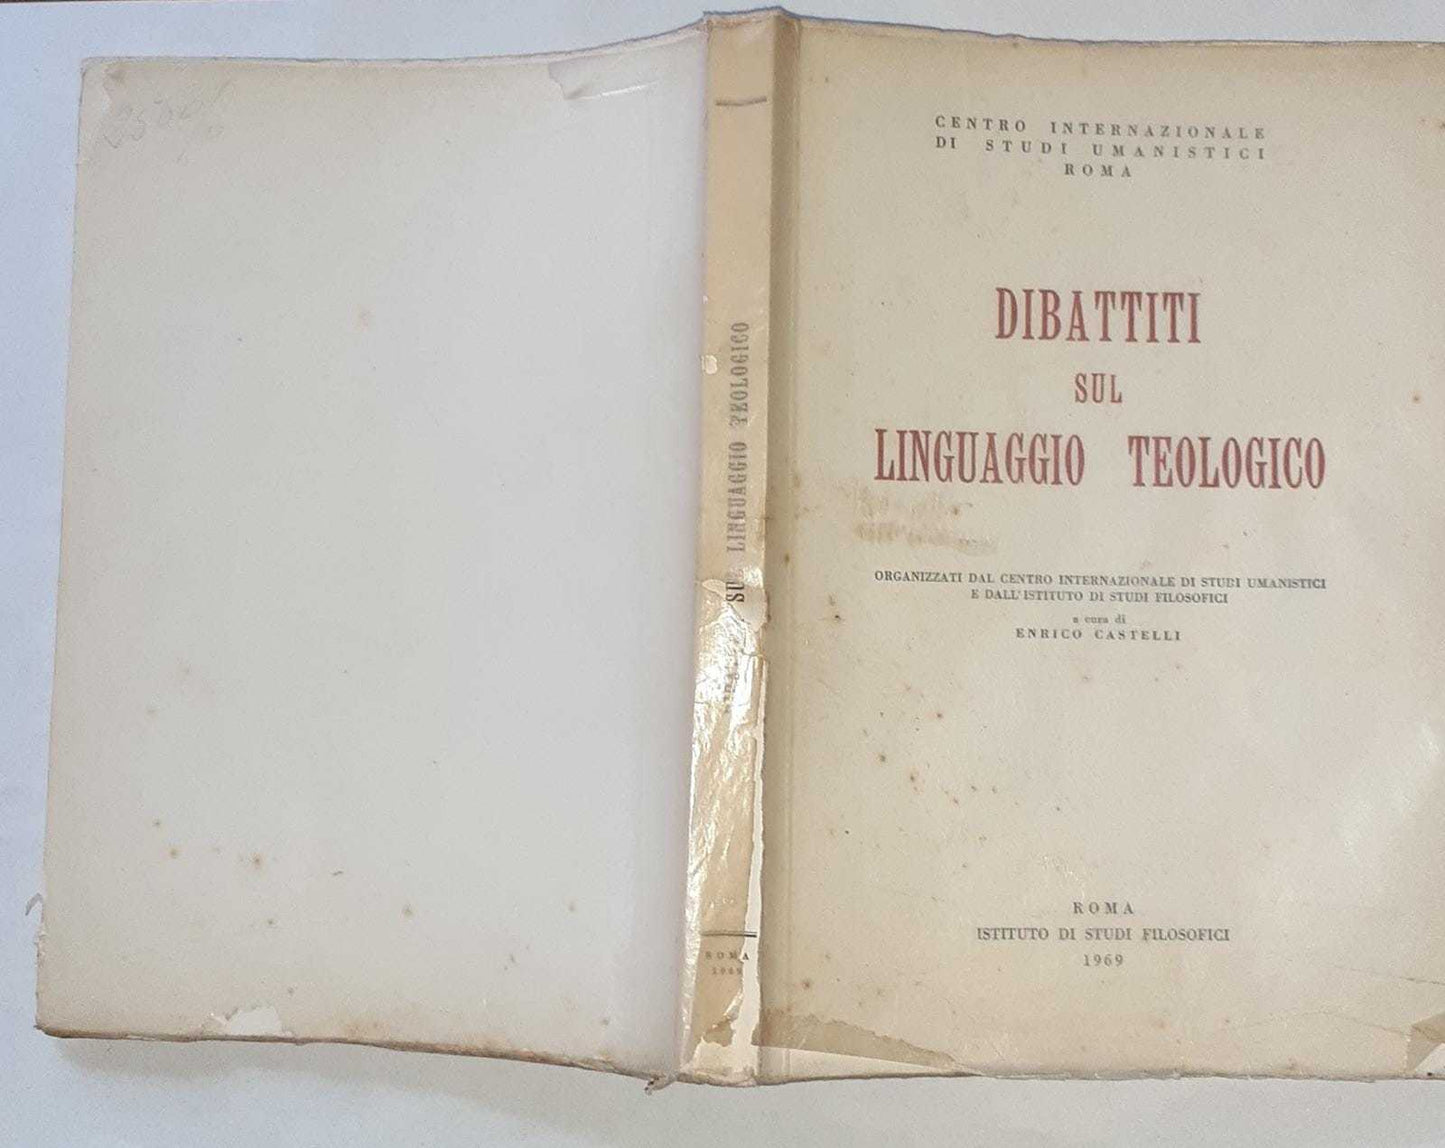 CENTRO INTERNAZIONALE
DI STUDI UMANISTICI
ROMA
DIBATTITI
SUL
LINGUAGGIO TEOLOGICO
ORGANIZZATI DAL CENTRO INTERNAZIONALE DI STUDI UMANISTICI
E DALL'ISTITUTO DI STUDI FILOSOFICI
a cura di
ENRICO CASTELLI
ROMA
ISTITUTO DI STUDI FILOSOFICI
1969
LINGUAGGIO TEOLOGICO
ROMA
1969